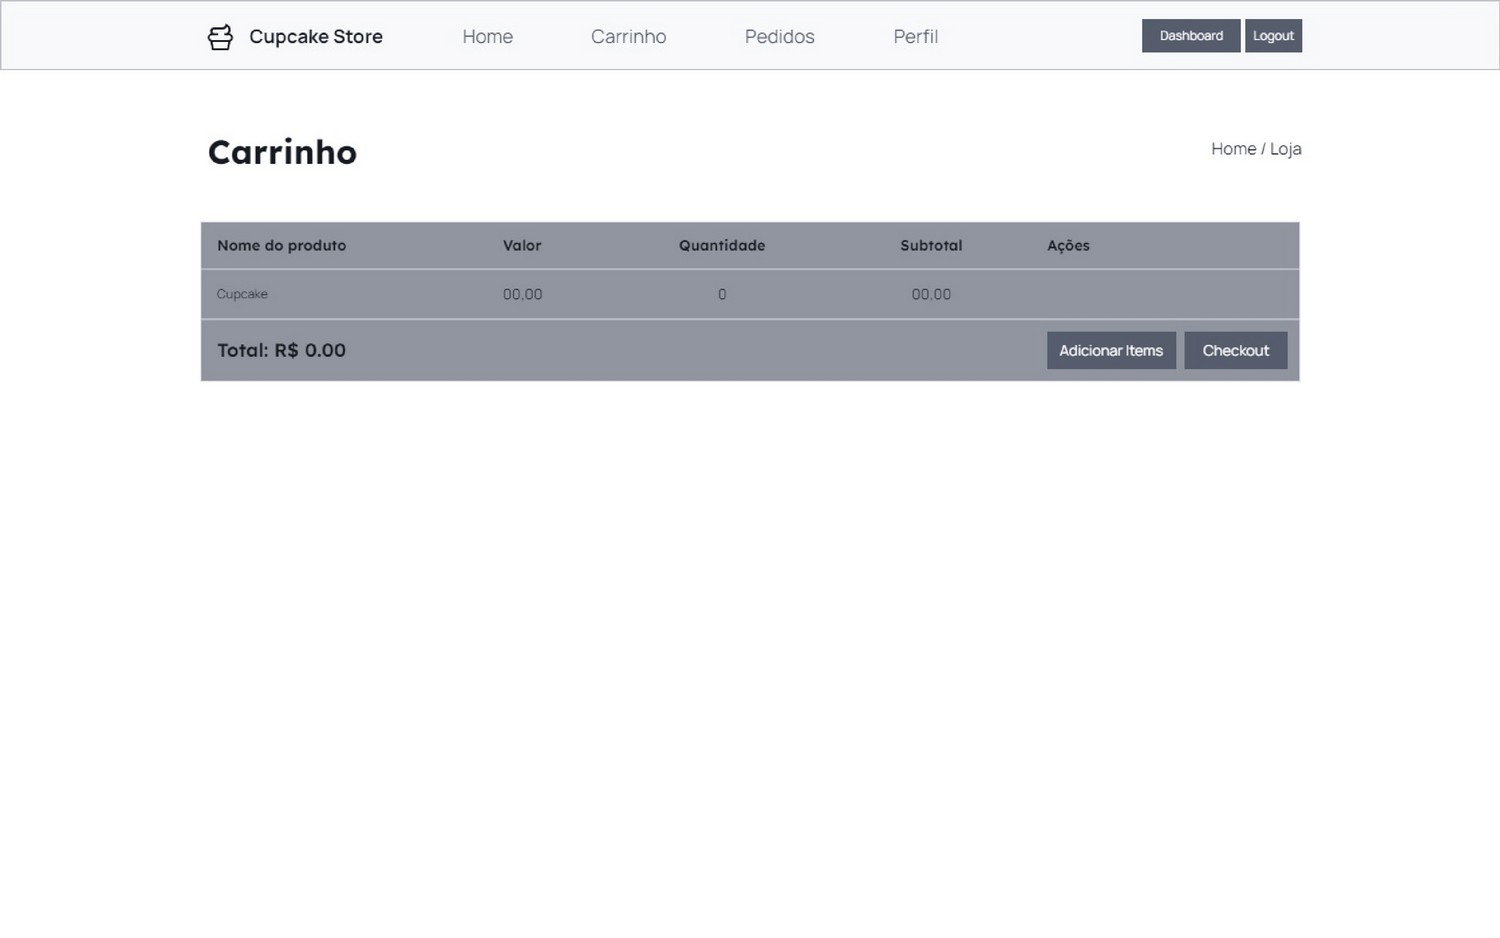 Cupcake Store Home Carrinho Pedidos Perfil Dashboard Logout
Carrinho Home / Loja
Nome do produto Valor Quantidade Subtotal Ações
Cupcake 00,00 0 00,00
Total: R$ 0.00 Adicionar Items Checkout